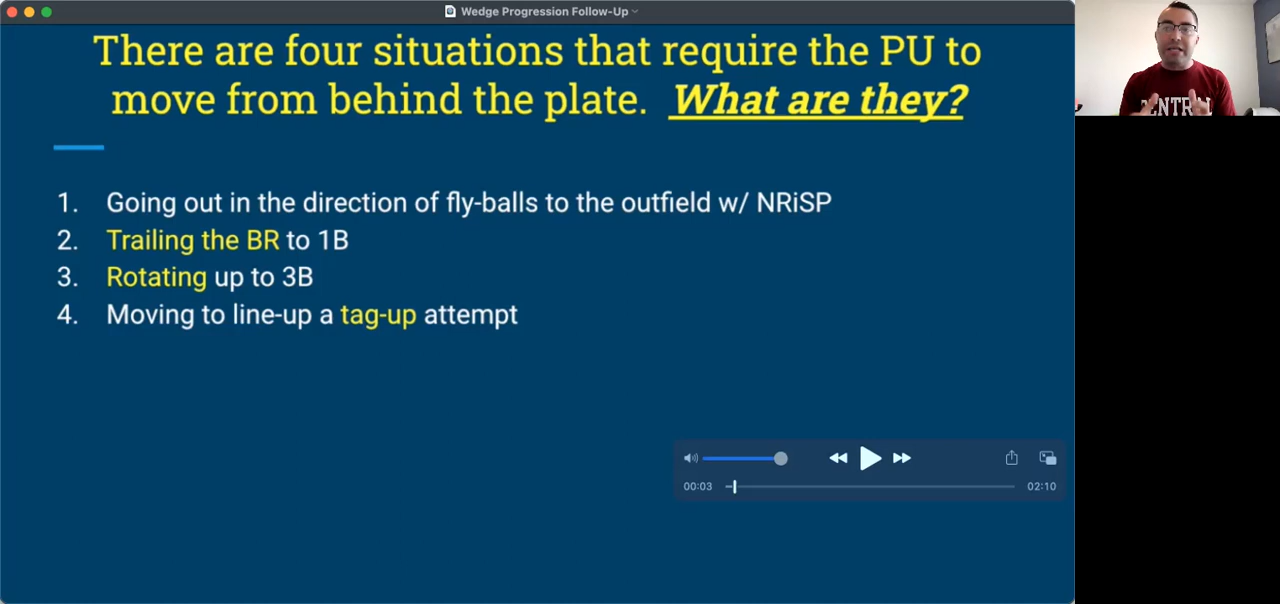 Wedge Progression Follow-Up
There are four situations that require the PU to
move from behind the plate. What are they?
1. Going out in the direction of fly-balls to the outfield w/ NRiSP
2. Trailing the BR to 1B
3. Rotating up to 3B
4. Moving to line-up a tag-up attempt
00:03
02:10
CENTRAL